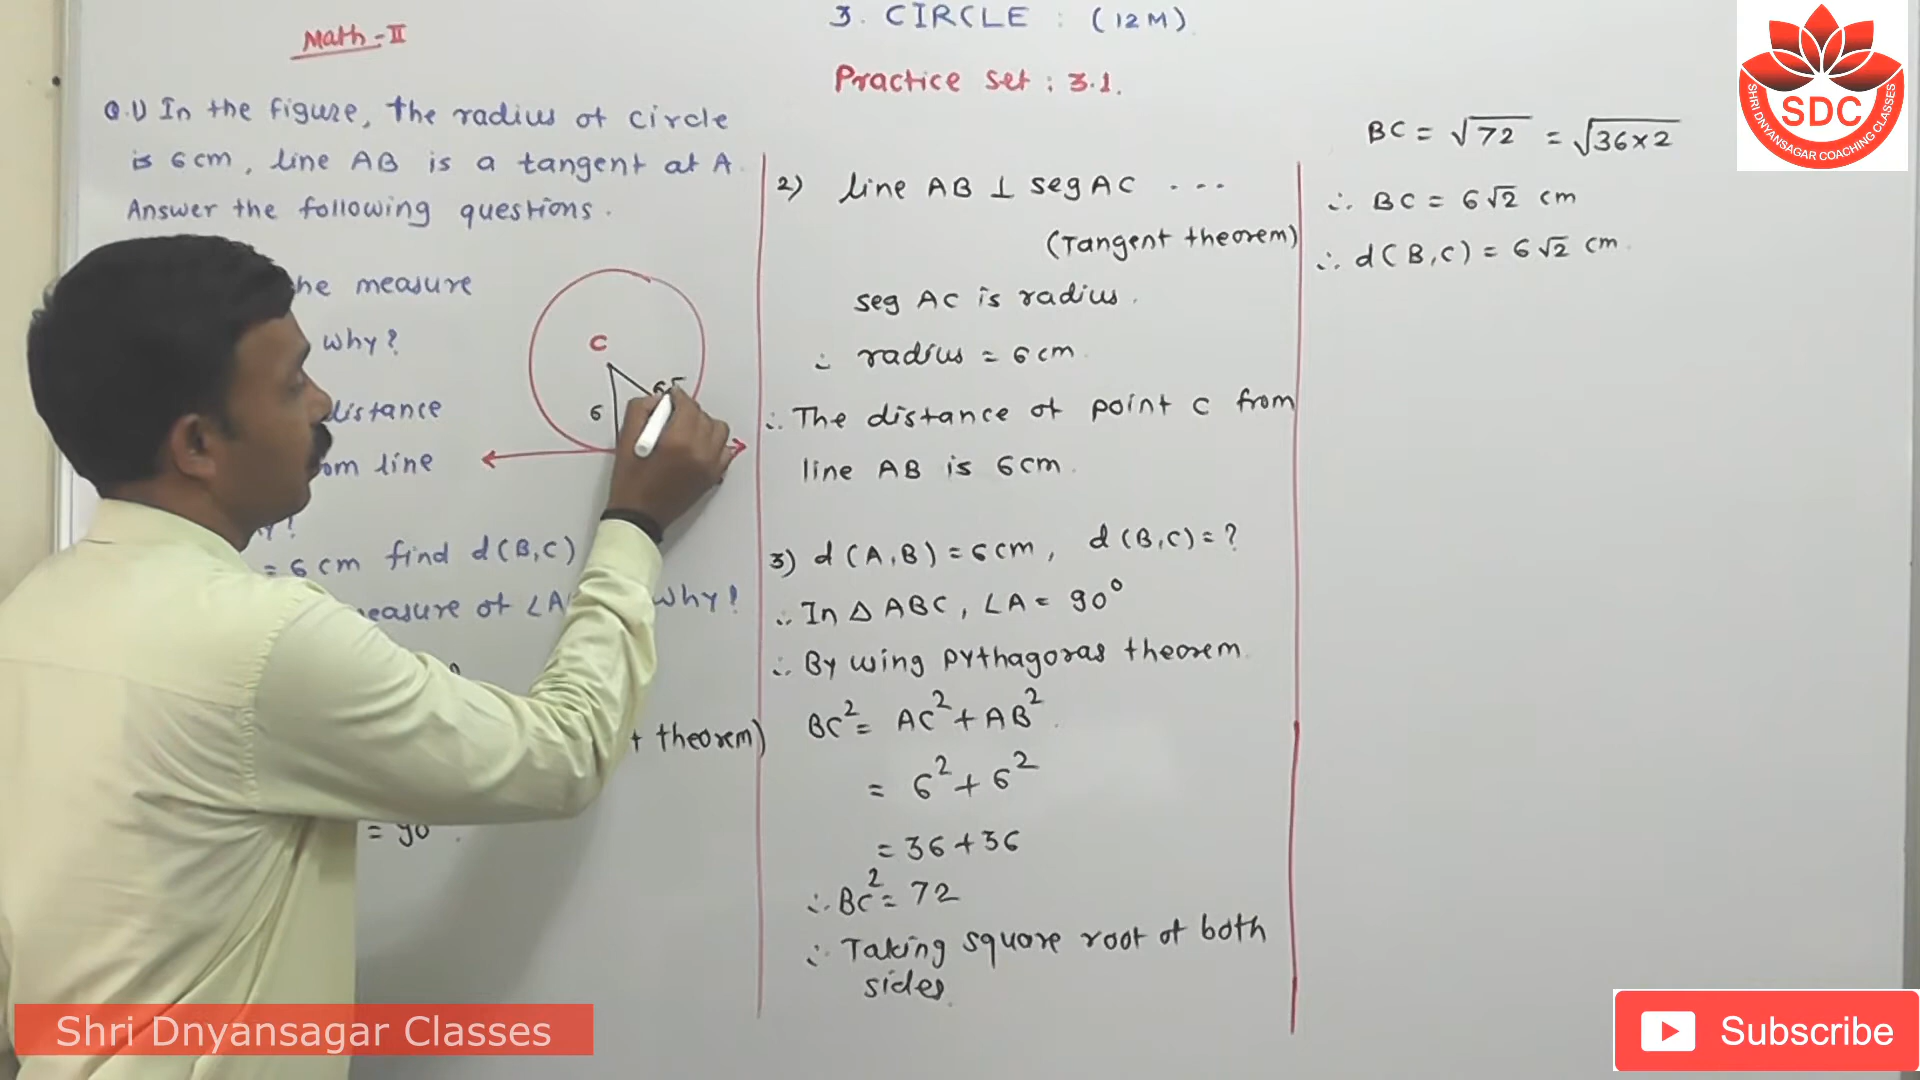 3. CIRCLE : (12M)
Math-II
Practice set : 3.1.
Q.1) In the figure, the radius of circle
is 6 cm, line AB is a tangent at A.
Answer the following questions.
he measure
why?
distance
om line
= 6 cm find d(B,C)
easure of ∠A why?
+ theorem)
= 90
C
6
2) line AB ⊥ seg AC ...
(Tangent theorem)
seg AC is radius.
∴ radius = 6 cm
∴ The distance of point C from
line AB is 6 cm.
3) d(A,B) = 6 cm, d(B,C) = ?
∴ In △ ABC, ∠A = 90°
∴ By using pythagoras theorem
BC² = AC² + AB²
= 6² + 6²
= 36 + 36
∴ BC² = 72
∴ Taking square root of both
sides.
BC = √72 = √36×2
∴ BC = 6√2 cm
∴ d(B,C) = 6√2 cm.
SDC
SHRI DNYANSAGAR COACHING CLASSES
Shri Dnyansagar Classes
Subscribe